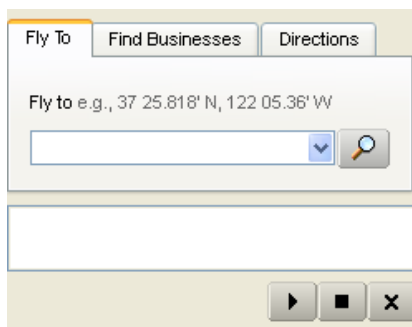 Fly To Find Businesses Directions
Fly to e.g., 37 25.818' N, 122 05.36' W